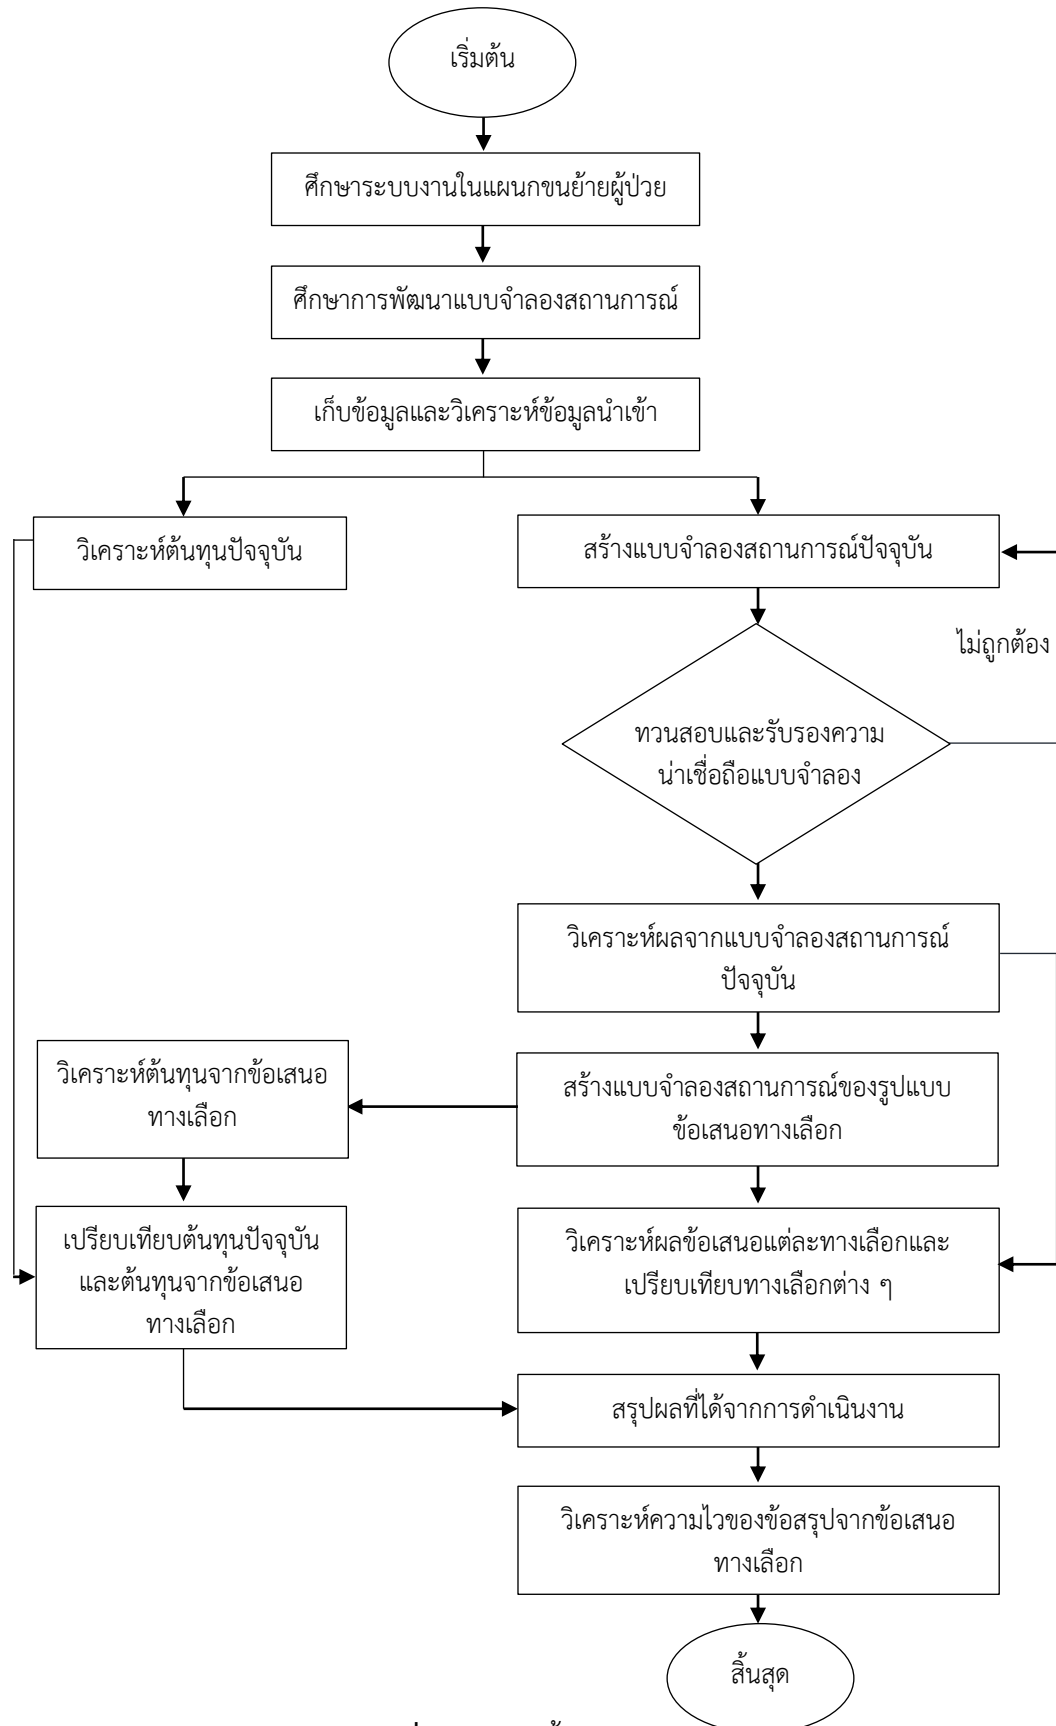 เริ่มต้น
ศึกษาระบบงานในแผนกขนย้ายผู้ป่วย
ศึกษาการพัฒนาแบบจำลองสถานการณ์
เก็บข้อมูลและวิเคราะห์ข้อมูลนำเข้า
วิเคราะห์ต้นทุนปัจจุบัน
สร้างแบบจำลองสถานการณ์ปัจจุบัน
ไม่ถูกต้อง
ทวนสอบและรับรองความ
น่าเชื่อถือแบบจำลอง
วิเคราะห์ผลจากแบบจำลองสถานการณ์
ปัจจุบัน
วิเคราะห์ต้นทุนจากข้อเสนอ
ทางเลือก
สร้างแบบจำลองสถานการณ์ของรูปแบบ
ข้อเสนอทางเลือก
เปรียบเทียบต้นทุนปัจจุบัน
และต้นทุนจากข้อเสนอ
ทางเลือก
วิเคราะห์ผลข้อเสนอแต่ละทางเลือกและ
เปรียบเทียบทางเลือกต่าง ๆ
สรุปผลที่ได้จากการดำเนินงาน
วิเคราะห์ความไวของข้อสรุปจากข้อเสนอ
ทางเลือก
สิ้นสุด